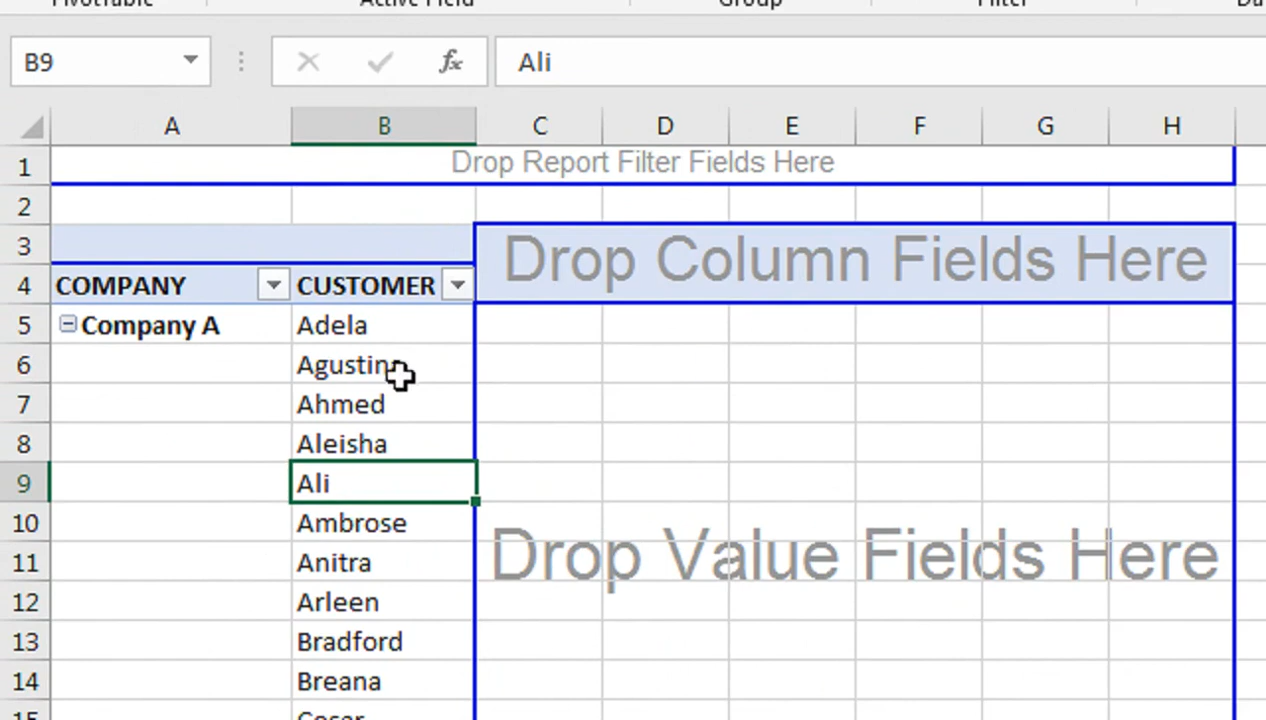 PivotTable Active Field Group Filter Da
B9 fx Ali
A B C D E F G H
1 Drop Report Filter Fields Here
2
3 Drop Column Fields Here
4 COMPANY CUSTOMER
5 Company A Adela
6 Agustin
7 Ahmed
8 Aleisha
9 Ali
10 Ambrose
11 Anitra
Drop Value Fields Here
12 Arleen
13 Bradford
14 Breana
15